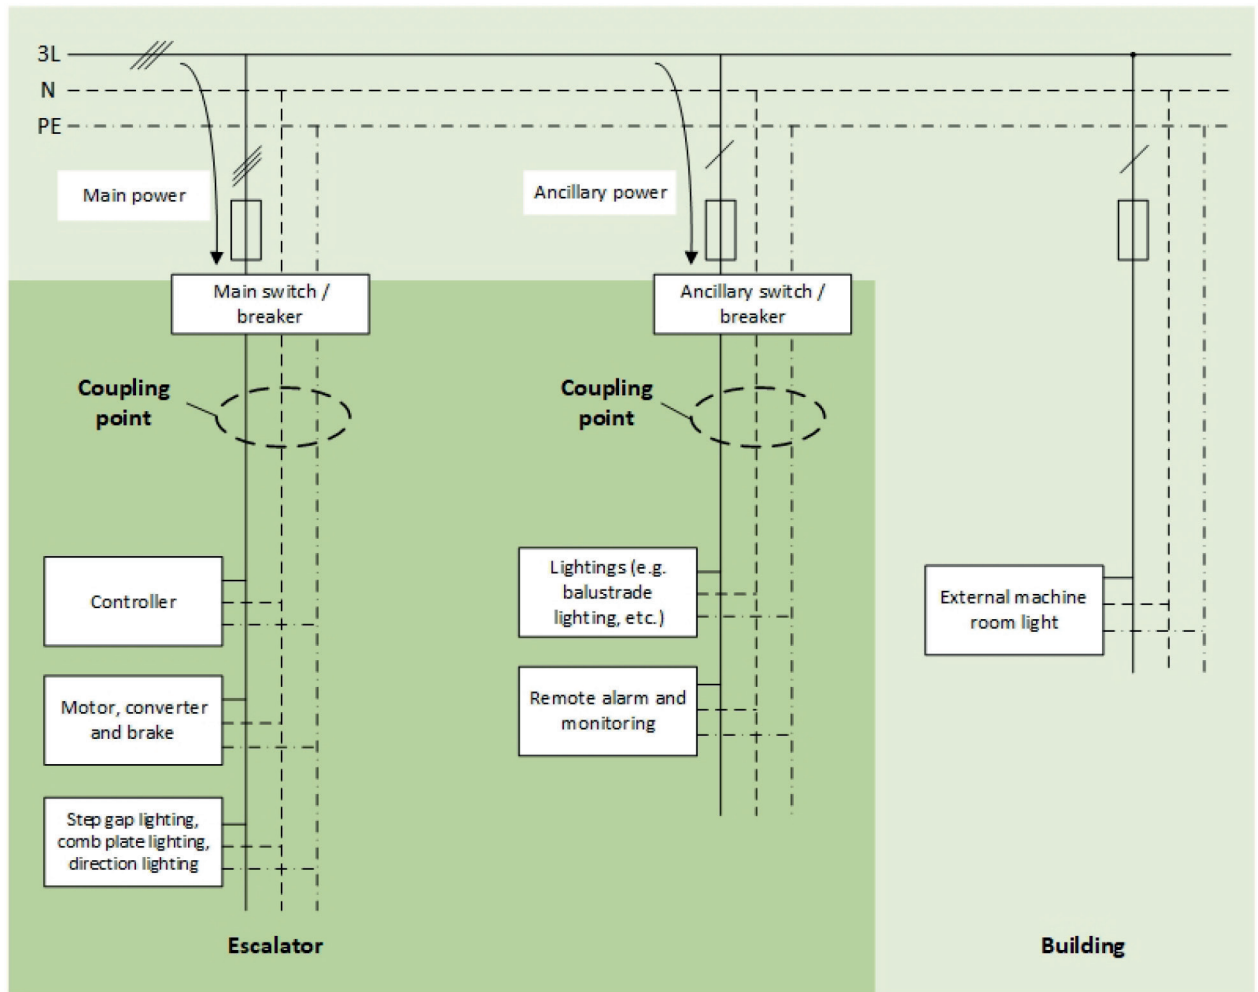 3L
N
PE
Main power
Ancillary power
Main switch /
breaker
Ancillary switch /
breaker
Coupling
point
Coupling
point
Controller
Motor, converter
and brake
Step gap lighting,
comb plate lighting,
direction lighting
Lightings (e.g.
balustrade
lighting, etc.)
Remote alarm and
monitoring
External machine
room light
Escalator
Building